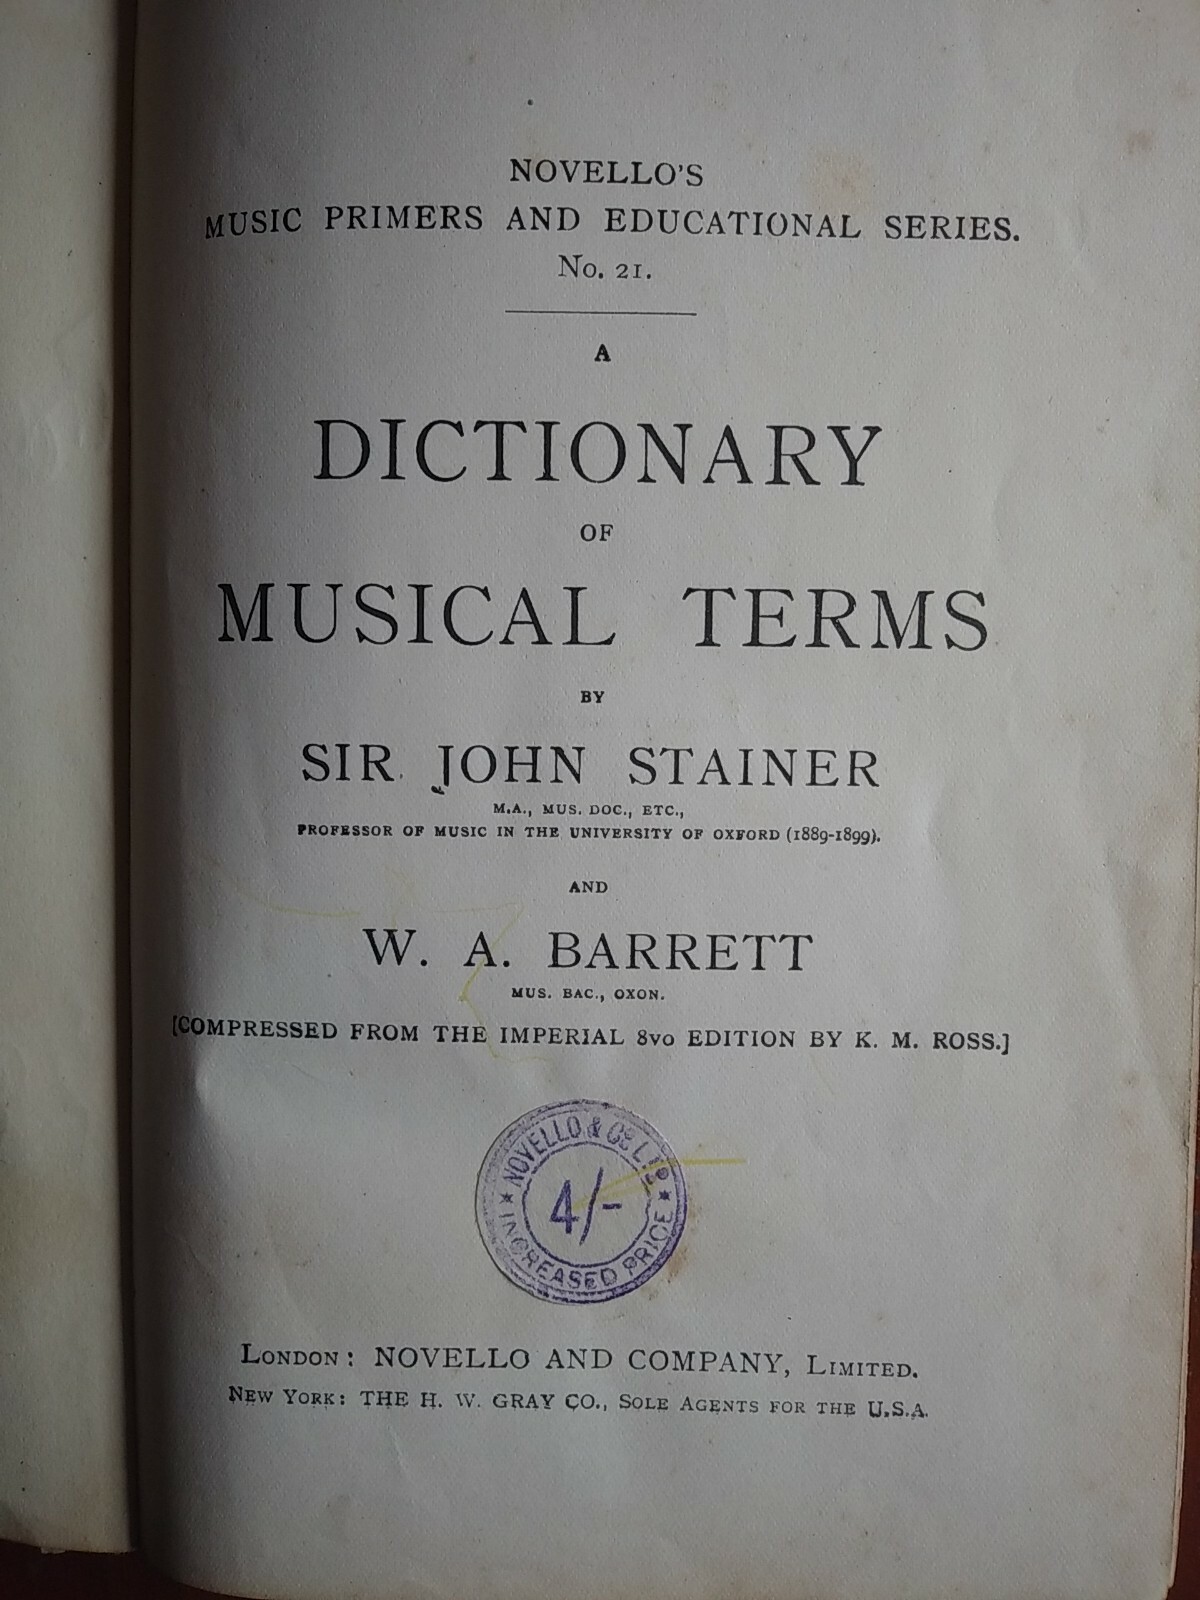 NOVELLO'S
MUSIC PRIMERS AND EDUCATIONAL SERIES.
No. 21.
A
DICTIONARY
OF
MUSICAL TERMS
BY
SIR JOHN STAINER
M.A., MUS. DOC., ETC.,
PROFESSOR OF MUSIC IN THE UNIVERSITY OF OXFORD (1889-1899).
AND
W. A. BARRETT
MUS. BAC., OXON.
[COMPRESSED FROM THE IMPERIAL 8vo EDITION BY K. M. ROSS.]
NOVELLO & Co LTD
4/-
* INCREASED PRICE *
LONDON: NOVELLO AND COMPANY, LIMITED.
NEW YORK: THE H. W. GRAY CO., SOLE AGENTS FOR THE U.S.A.